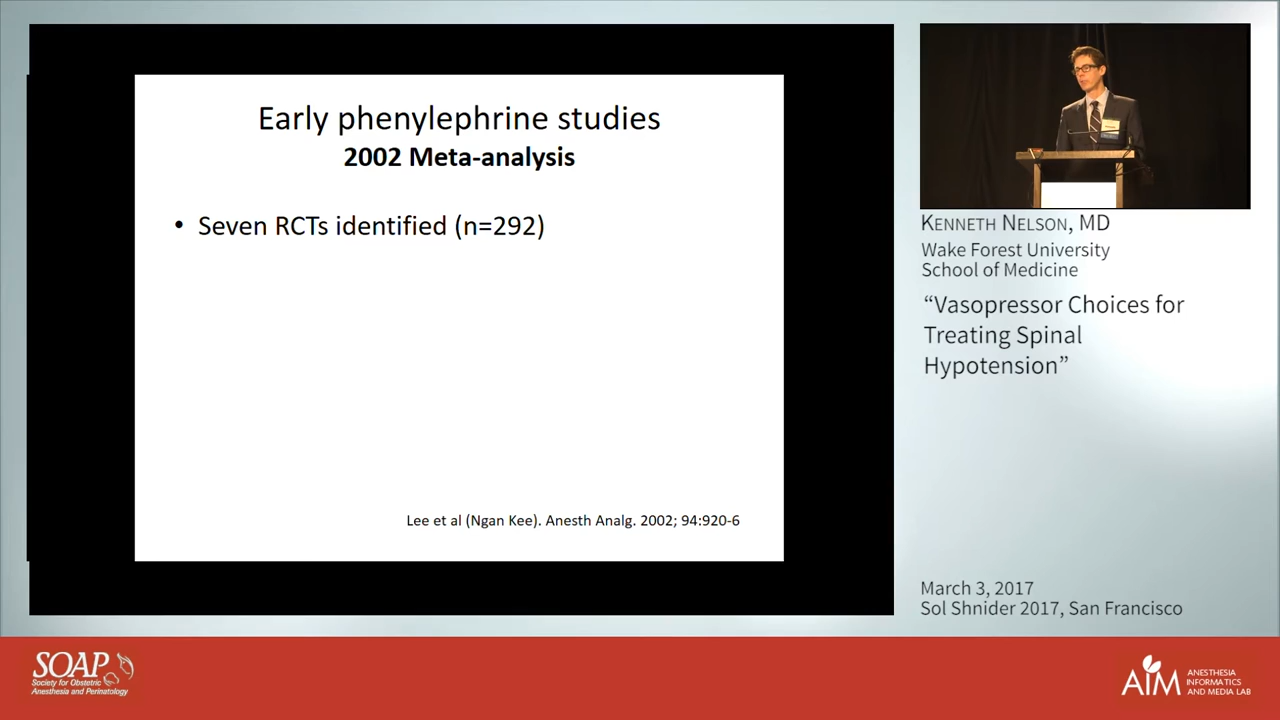 Early phenylephrine studies
2002 Meta-analysis
• Seven RCTs identified (n=292)
Lee et al (Ngan Kee). Anesth Analg. 2002; 94:920-6
KENNETH NELSON, MD
Wake Forest University
School of Medicine
“Vasopressor Choices for
Treating Spinal
Hypotension”
March 3, 2017
Sol Shnider 2017, San Francisco
SOAP
Society for Obstetric
Anesthesia and Perinatology
AIM
ANESTHESIA
INFORMATICS
AND MEDIA LAB